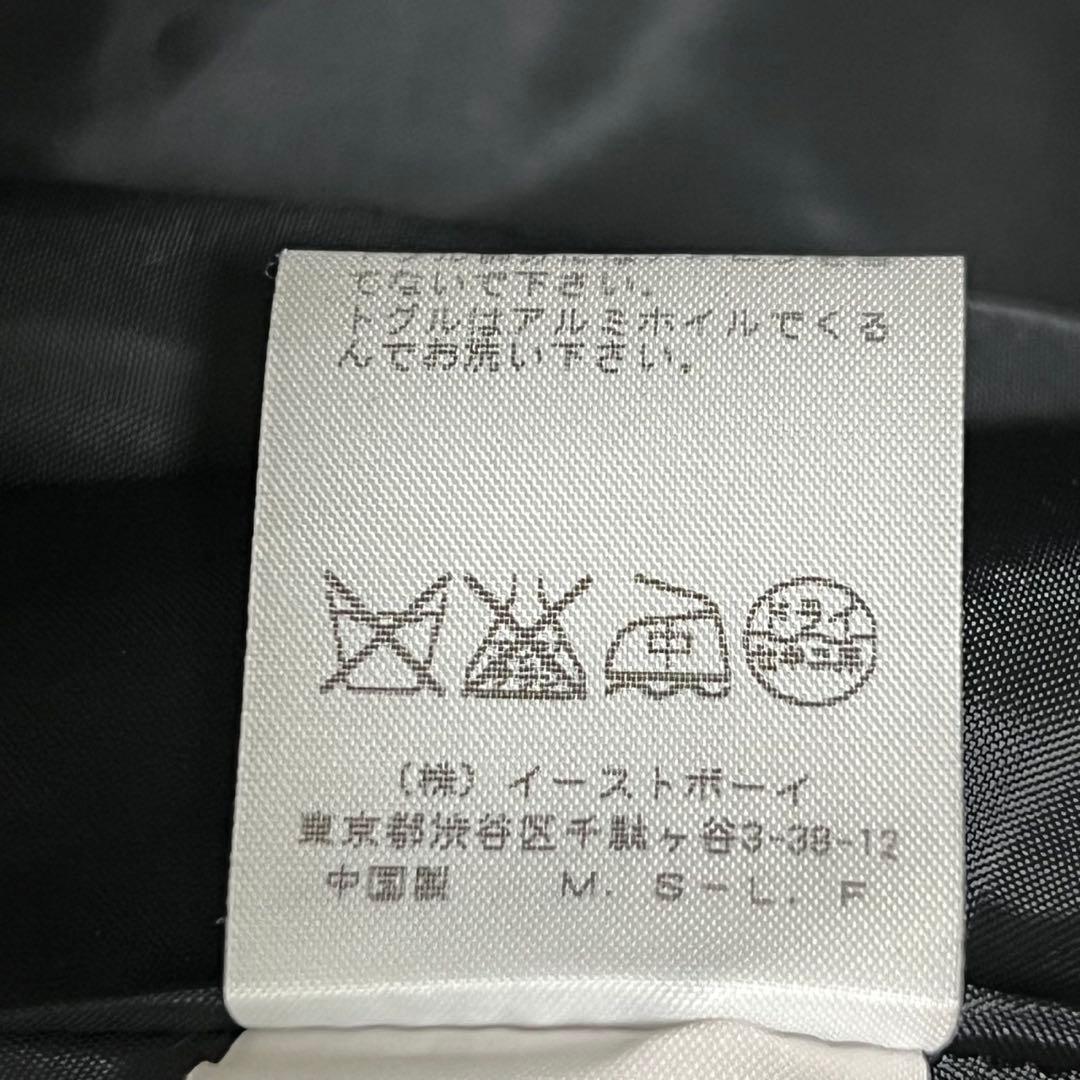 てないで下さい。
トグルはアルミホイルでくる
んでお洗い下さい。
中
ドライ
(株) イーストボーイ
東京都渋谷区千駄ヶ谷3-38-12
中国製 M. S-L. F